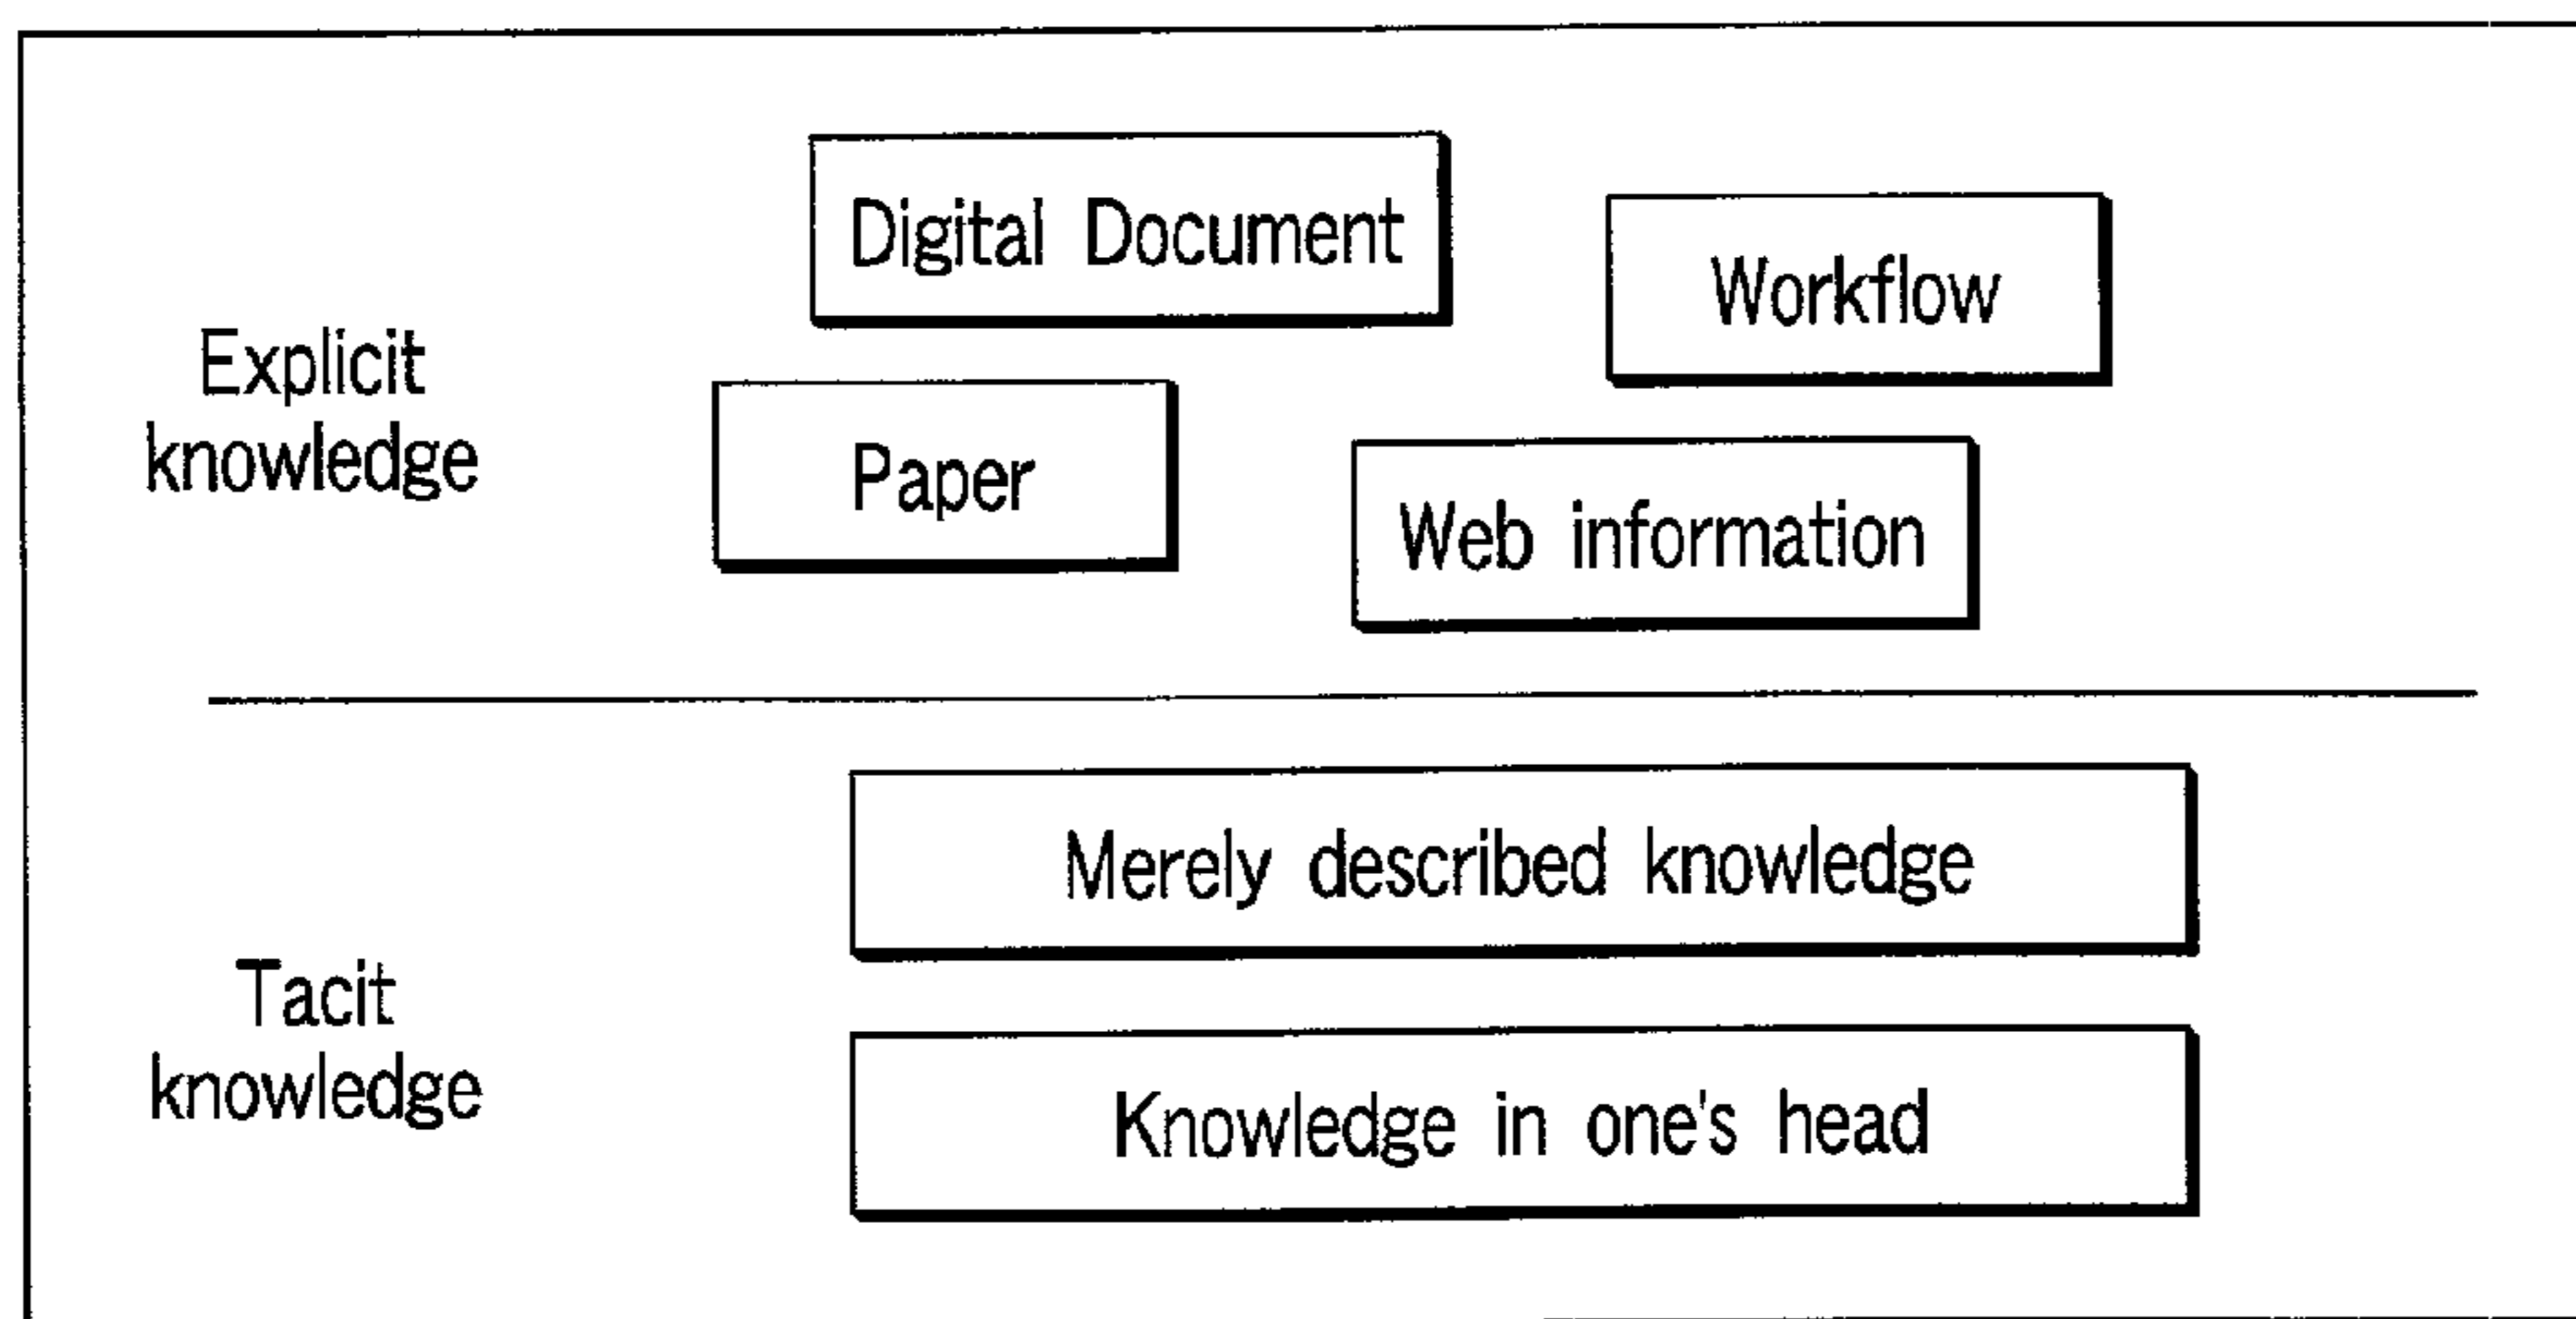 Explicit
knowledge
Digital Document
Workflow
Paper
Web information
Tacit
knowledge
Merely described knowledge
Knowledge in one's head